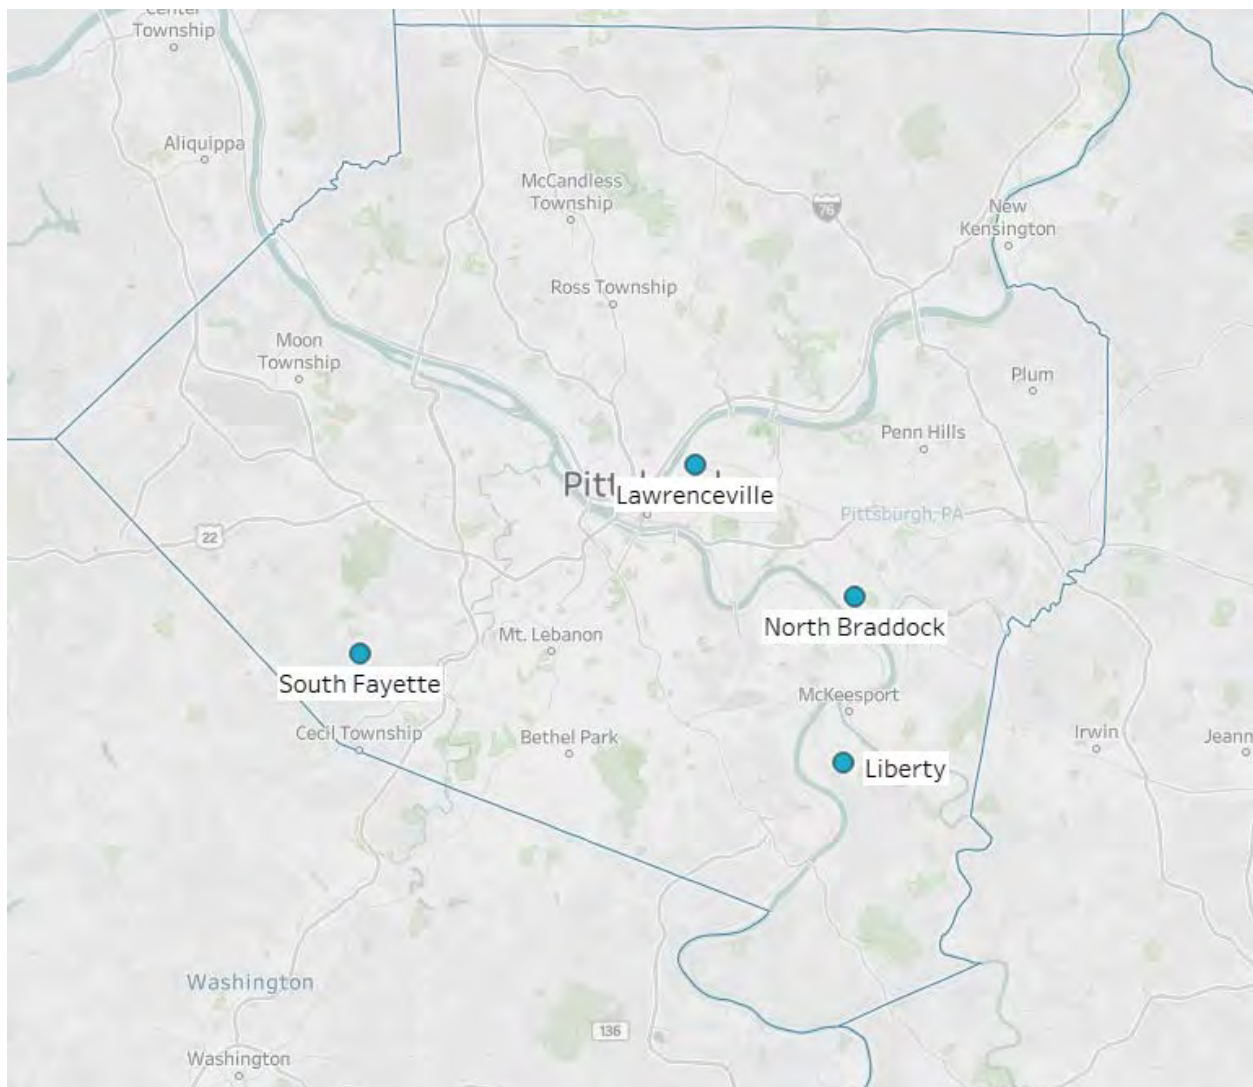 Center
Township
Aliquippa
McCandless
Township
76
New
Kensington
Ross Township
Moon
Township
Plum
Penn Hills
Lawrenceville
22
Pittsburgh, PA
North Braddock
Mt. Lebanon
South Fayette
McKeesport
Cecil Township
Bethel Park
Irwin
Liberty
Washington
136
Washington